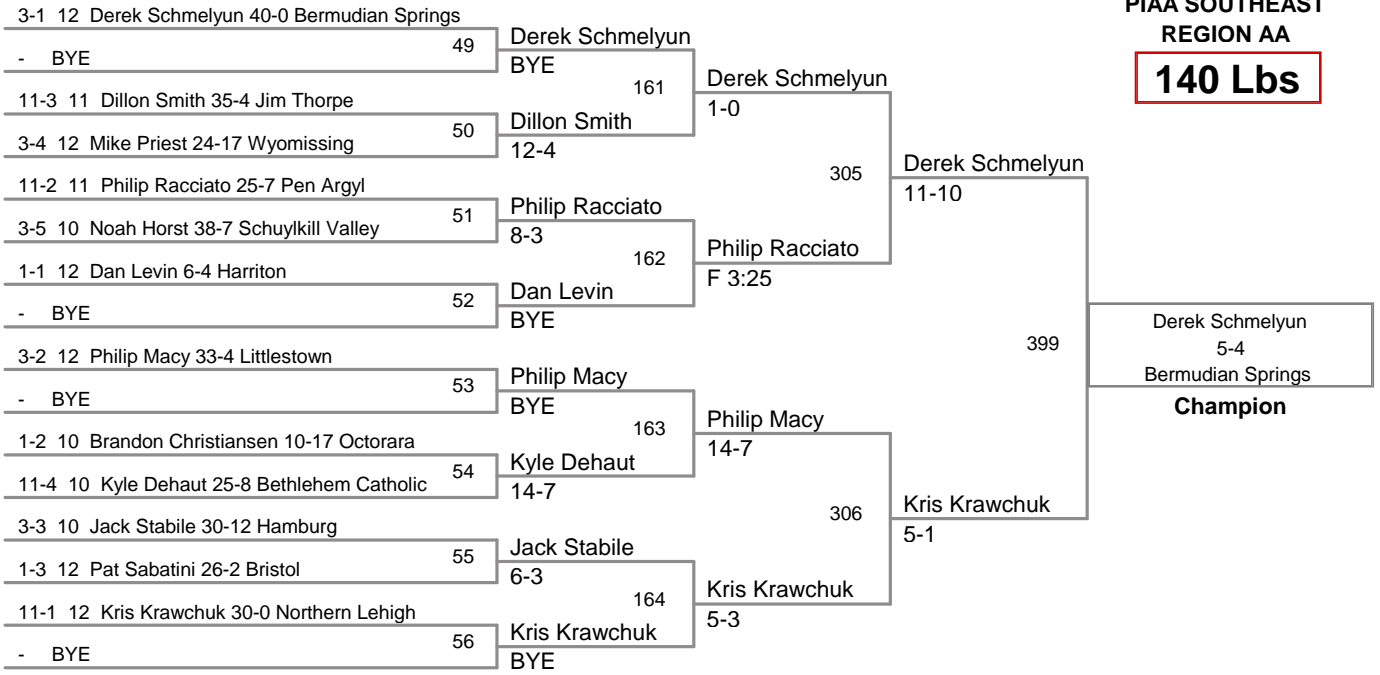 PIAA SOUTHEAST
REGION AA
140 Lbs
3-1 12 Derek Schmelyun 40-0 Bermudian Springs
49
- BYE
11-3 11 Dillon Smith 35-4 Jim Thorpe
50
3-4 12 Mike Priest 24-17 Wyomissing
11-2 11 Philip Racciato 25-7 Pen Argyl
51
3-5 10 Noah Horst 38-7 Schuylkill Valley
1-1 12 Dan Levin 6-4 Harriton
52
- BYE
3-2 12 Philip Macy 33-4 Littlestown
53
- BYE
1-2 10 Brandon Christiansen 10-17 Octorara
54
11-4 10 Kyle Dehaut 25-8 Bethlehem Catholic
3-3 10 Jack Stabile 30-12 Hamburg
55
1-3 12 Pat Sabatini 26-2 Bristol
11-1 12 Kris Krawchuk 30-0 Northern Lehigh
56
- BYE
Derek Schmelyun
BYE
161
Dillon Smith
12-4
Philip Racciato
8-3
162
Dan Levin
BYE
Philip Macy
BYE
163
Kyle Dehaut
14-7
Jack Stabile
6-3
164
Kris Krawchuk
BYE
Derek Schmelyun
1-0
305
Philip Racciato
F 3:25
Philip Macy
14-7
306
Kris Krawchuk
5-3
Derek Schmelyun
11-10
399
Kris Krawchuk
5-1
Derek Schmelyun
5-4
Bermudian Springs
Champion